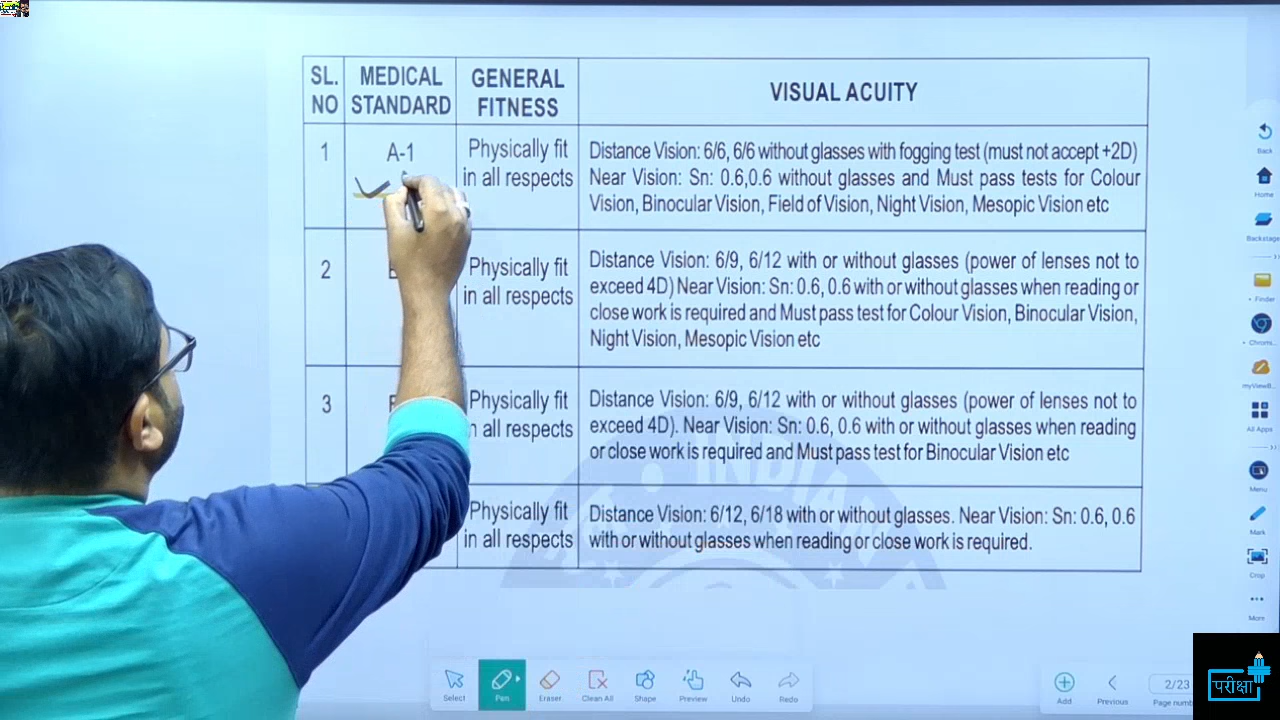 SL. NO
MEDICAL STANDARD
GENERAL FITNESS
VISUAL ACUITY
1
A-1
Physically fit
in all respects
Distance Vision: 6/6, 6/6 without glasses with fogging test (must not accept +2D)
Near Vision: Sn: 0.6,0.6 without glasses and Must pass tests for Colour
Vision, Binocular Vision, Field of Vision, Night Vision, Mesopic Vision etc
2
Physically fit
in all respects
Distance Vision: 6/9, 6/12 with or without glasses (power of lenses not to
exceed 4D) Near Vision: Sn: 0.6, 0.6 with or without glasses when reading or
close work is required and Must pass test for Colour Vision, Binocular Vision,
Night Vision, Mesopic Vision etc
3
Physically fit
in all respects
Distance Vision: 6/9, 6/12 with or without glasses (power of lenses not to
exceed 4D). Near Vision: Sn: 0.6, 0.6 with or without glasses when reading
or close work is required and Must pass test for Binocular Vision etc
Physically fit
in all respects
Distance Vision: 6/12, 6/18 with or without glasses. Near Vision: Sn: 0.6, 0.6
with or without glasses when reading or close work is required.
INDIAN
Back
Home
Backstage
Finder
Chromi...
myViewB...
All Apps
Menu
Mark
Crop
More
Select
Pen
Eraser
Clean All
Shape
Preview
Undo
Redo
Add
Previous
2/23
Page numb
परीक्षा